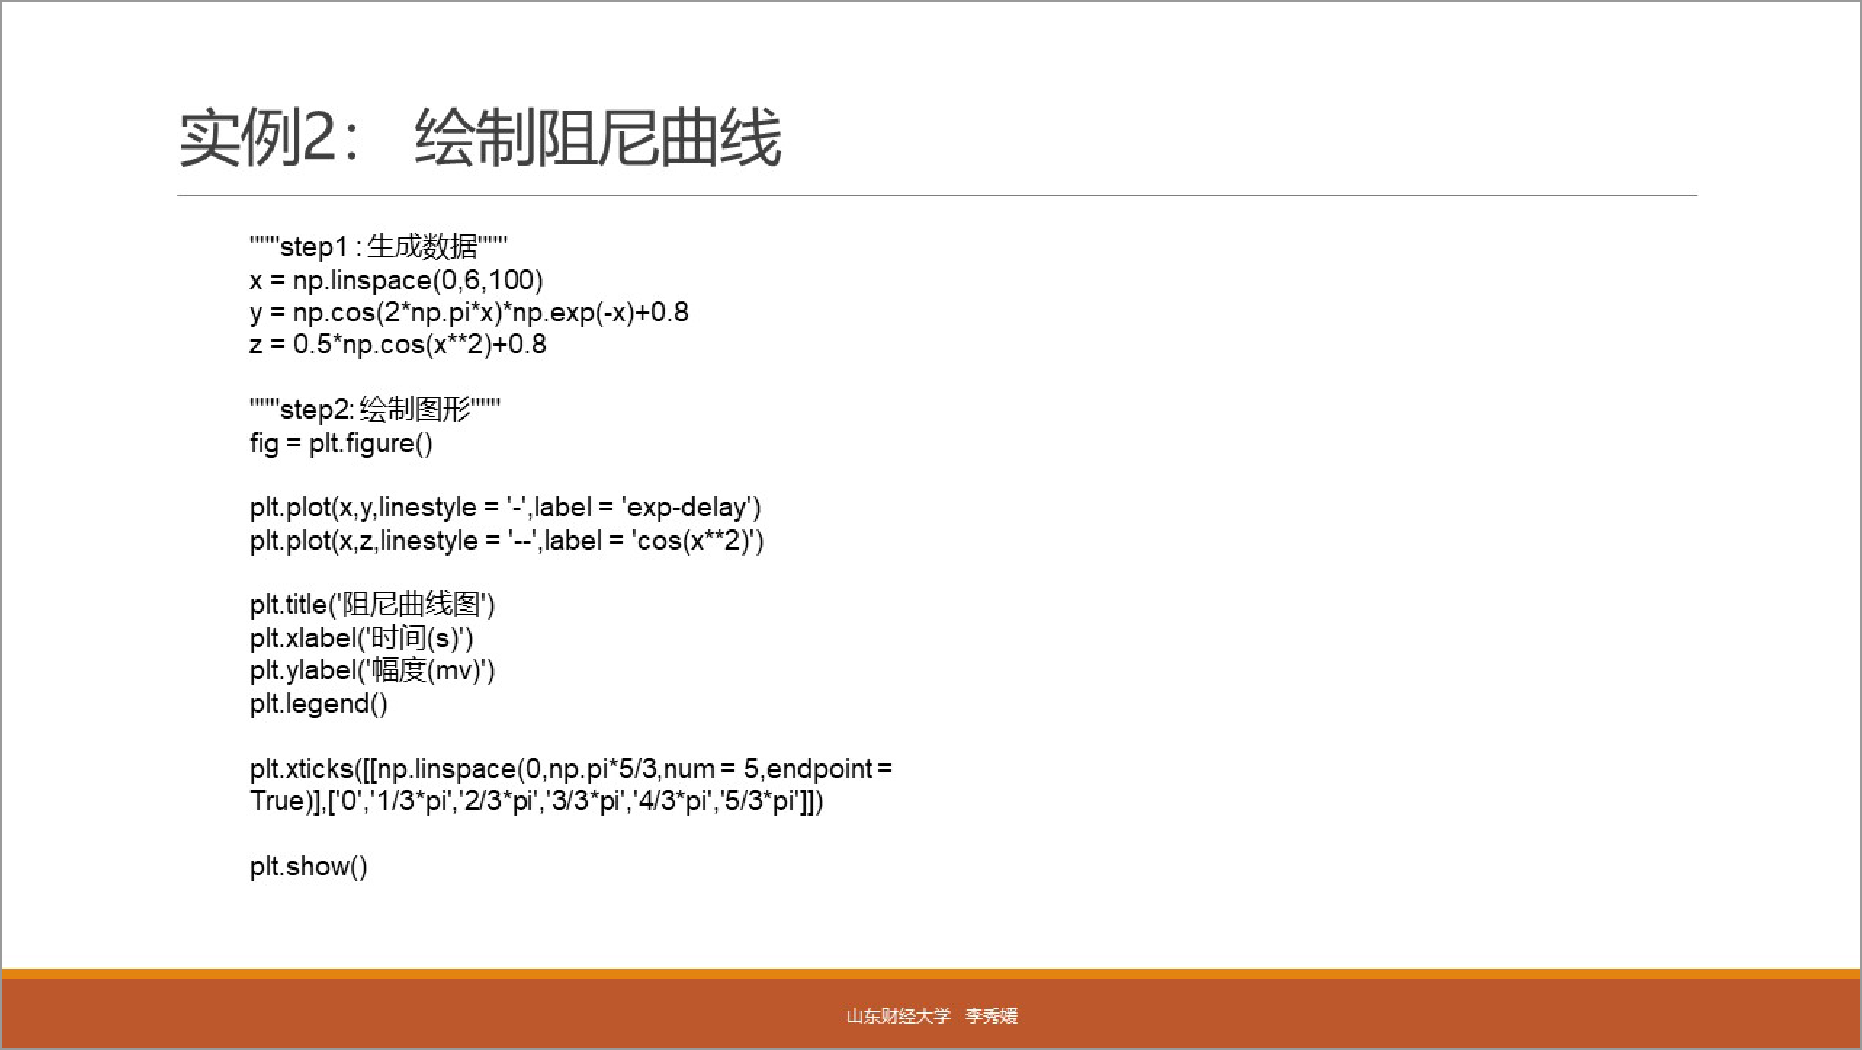 实例2： 绘制阻尼曲线
"""step1 : 生成数据"""
x = np.linspace(0,6,100)
y = np.cos(2*np.pi*x)*np.exp(-x)+0.8
z = 0.5*np.cos(x**2)+0.8
"""step2: 绘制图形"""
fig = plt.figure()
plt.plot(x,y,linestyle = '-',label = 'exp-delay')
plt.plot(x,z,linestyle = '--',label = 'cos(x**2)')
plt.title('阻尼曲线图')
plt.xlabel('时间(s)')
plt.ylabel('幅度(mv)')
plt.legend()
plt.xticks([[np.linspace(0,np.pi*5/3,num = 5,endpoint =
True)],['0','1/3*pi','2/3*pi','3/3*pi','4/3*pi','5/3*pi']])
plt.show()
山东财经大学 李秀媛